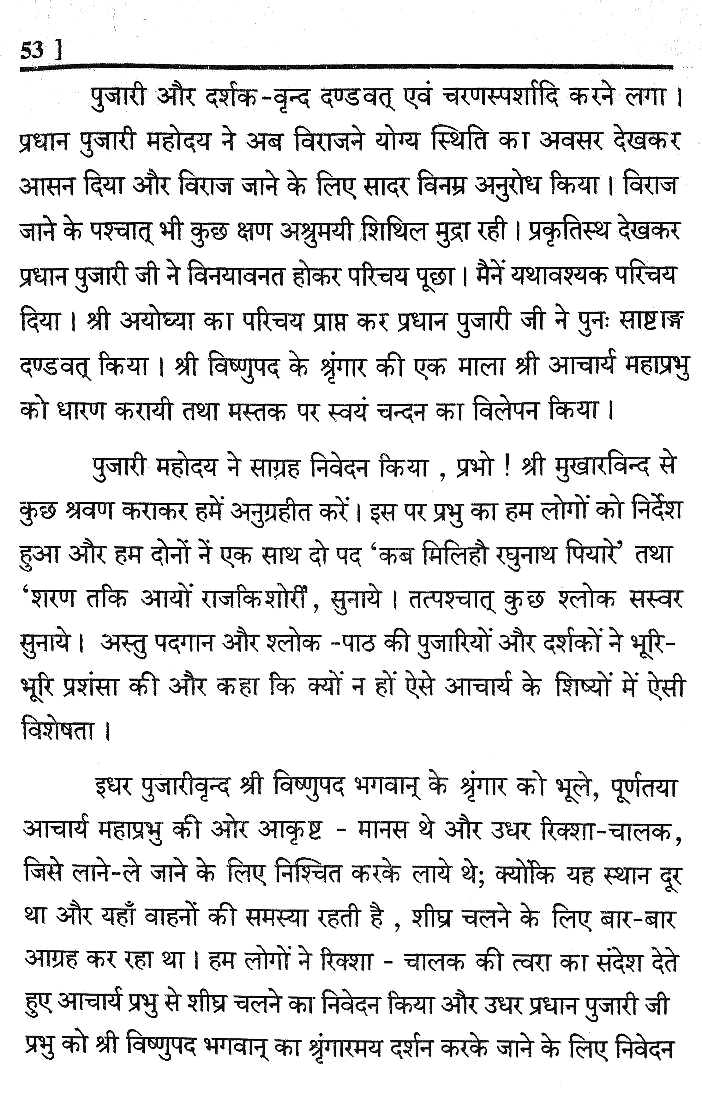 53 ]
पुजारी और दर्शक-वृन्द दण्डवत् एवं चरणस्पर्शादि करने लगा ।
प्रधान पुजारी महोदय ने अब विराजने योग्य स्थिति का अवसर देखकर
आसन दिया और विराज जाने के लिए सादर विनम्र अनुरोध किया । विराज
जाने के पश्चात् भी कुछ क्षण अश्रुमयी शिथिल मुद्रा रही । प्रकृतिस्थ देखकर
प्रधान पुजारी जी ने विनयावनत होकर परिचय पूछा । मैनें यथावश्यक परिचय
दिया । श्री अयोध्या का परिचय प्राप्त कर प्रधान पुजारी जी ने पुनः साष्टाङ्ग
दण्डवत् किया । श्री विष्णुपद के श्रृंगार की एक माला श्री आचार्य महाप्रभु
को धारण करायी तथा मस्तक पर स्वयं चन्दन का विलेपन किया ।
पुजारी महोदय ने साग्रह निवेदन किया , प्रभो ! श्री मुखारविन्द से
कुछ श्रवण कराकर हमें अनुग्रहीत करें । इस पर प्रभु का हम लोगों को निर्देश
हुआ और हम दोनों नें एक साथ दो पद ‘कब मिलिहौ रघुनाथ पियारे’ तथा
‘शरण तकि आयों राजकिशोरी’, सुनाये । तत्पश्चात् कुछ श्लोक सस्वर
सुनाये । अस्तु पदगान और श्लोक -पाठ की पुजारियों और दर्शकों ने भूरि-
भूरि प्रशंसा की और कहा कि क्यों न हों ऐसे आचार्य के शिष्यों में ऐसी
विशेषता ।
इधर पुजारीवृन्द श्री विष्णुपद भगवान् के श्रृंगार को भूले, पूर्णतया
आचार्य महाप्रभु की ओर आकृष्ट - मानस थे और उधर रिक्शा-चालक,
जिसे लाने-ले जाने के लिए निश्चित करके लाये थे; क्योंकि यह स्थान दूर
था और यहाँ वाहनों की समस्या रहती है , शीघ्र चलने के लिए बार-बार
आग्रह कर रहा था । हम लोगों ने रिक्शा - चालक की त्वरा का संदेश देते
हुए आचार्य प्रभु से शीघ्र चलने का निवेदन किया और उधर प्रधान पुजारी जी
प्रभु को श्री विष्णुपद भगवान् का श्रृंगारमय दर्शन करके जाने के लिए निवेदन